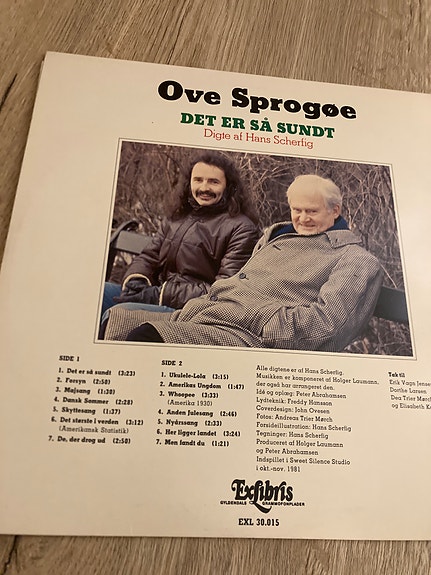 Ove Sprogøe
DET ER SÅ SUNDT
Digte af Hans Scherfig
SIDE 1
1. Det er så sundt (3:23)
2. Forsyn (2:58)
3. Majsang (1:30)
4. Dansk Sommer (2:28)
5. Skyttesang (1:37)
6. Det største i verden (3:12)
(Amerikansk Statistik)
7. De, der drog ud (2:50)
SIDE 2
1. Ukulele-Lola (3:15)
2. Amerikas Ungdom (1:47)
3. Whoopee (3:33)
(Amerika 1930)
4. Anden Julesang (2:46)
5. Nyårssang (2:33)
6. Her ligger landet (3:24)
7. Men fandt du (1:21)
Alle digtene er af Hans Scherfig.
Musikken er komponeret af Holger Laumann,
der også har arrangeret den.
Idé og oplæg: Peter Abrahamsen
Lydteknik: Freddy Hansson
Coverdesign: John Ovesen
Fotos: Andreas Trier Mørch
Forsideillustration: Hans Scherfig
Tegninger: Hans Scherfig
Produceret af Holger Laumann
og Peter Abrahamsen
Indspillet i Sweet Silence Studio
i okt.-nov. 1981
Tak til
Erik Vagn Jensen
Dorthe Larsen
Dea Trier Mørch
og Elisabeth
Exlibris
GYLDENDALS GRAMMOFONPLADER
EXL 30.015